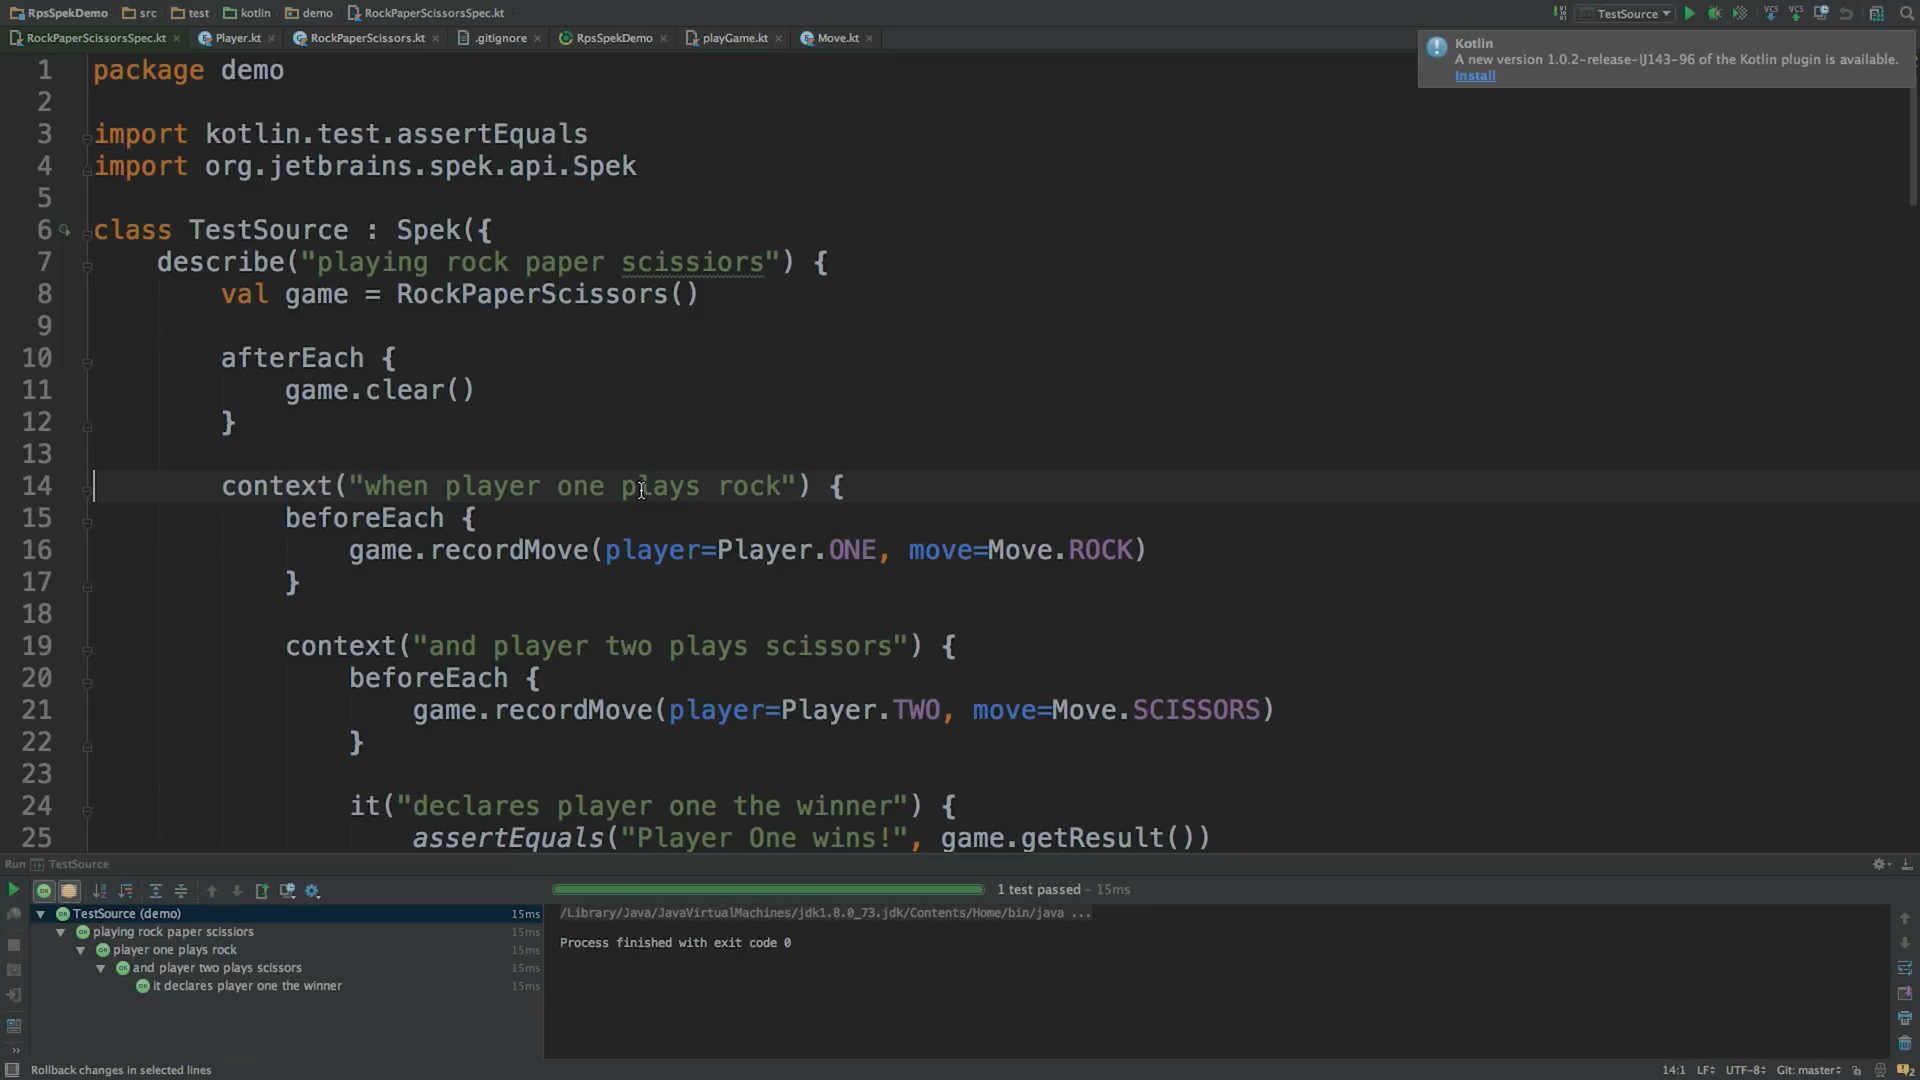 RpsSpekDemo src test kotlin demo RockPaperScissorsSpec.kt TestSource
RockPaperScissorsSpec.kt Player.kt RockPaperScissors.kt .gitignore RpsSpekDemo playGame.kt Move.kt
Kotlin
A new version 1.0.2-release-IJ143-96 of the Kotlin plugin is available.
Install
1 package demo
2
3 import kotlin.test.assertEquals
4 import org.jetbrains.spek.api.Spek
5
6 class TestSource : Spek({
7 describe("playing rock paper scissiors") {
8 val game = RockPaperScissors()
9
10 afterEach {
11 game.clear()
12 }
13
14 context("when player one plays rock") {
15 beforeEach {
16 game.recordMove(player=Player.ONE, move=Move.ROCK)
17 }
18
19 context("and player two plays scissors") {
20 beforeEach {
21 game.recordMove(player=Player.TWO, move=Move.SCISSORS)
22 }
23
24 it("declares player one the winner") {
25 assertEquals("Player One wins!", game.getResult())
Run TestSource
1 test passed – 15ms
TestSource (demo) 15ms
playing rock paper scissiors 15ms
player one plays rock 15ms
and player two plays scissors 15ms
it declares player one the winner 15ms
/Library/Java/JavaVirtualMachines/jdk1.8.0_73.jdk/Contents/Home/bin/java ...
Process finished with exit code 0
Rollback changes in selected lines 14:1 LF UTF-8 Git: master 2